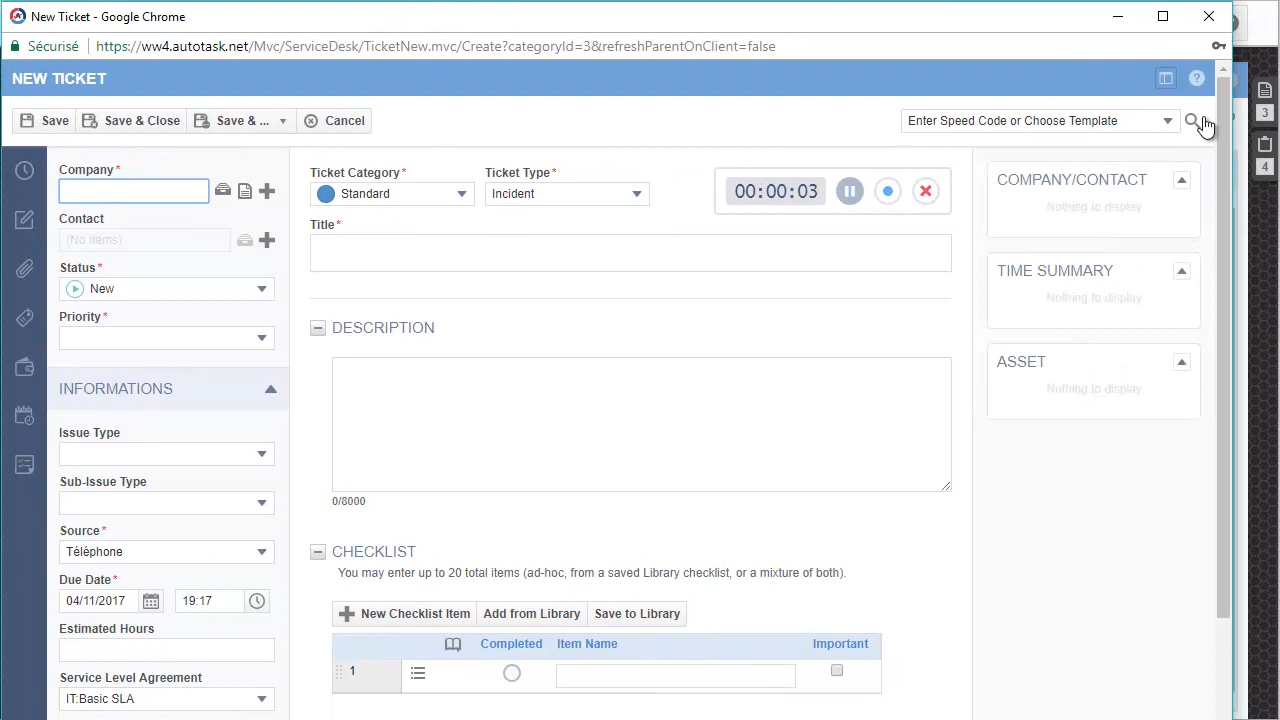 New Ticket - Google Chrome
Sécurisé https://ww4.autotask.net/Mvc/ServiceDesk/TicketNew.mvc/Create?categoryId=3&refreshParentOnClient=false
NEW TICKET
Save Save & Close Save & ... Cancel Enter Speed Code or Choose Template
3
4
Company*
Contact
(No Items)
Status*
New
Priority*
INFORMATIONS
Issue Type
Sub-Issue Type
Source*
Téléphone
Due Date*
04/11/2017 19:17
Estimated Hours
Service Level Agreement
IT:Basic SLA
Ticket Category* Ticket Type*
Standard Incident
00:00:03
Title*
DESCRIPTION
0/8000
CHECKLIST
You may enter up to 20 total items (ad-hc, from a saved Library checklist, or a mixture of both).
New Checklist Item Add from Library Save to Library
Completed Item Name Important
1
COMPANY/CONTACT
Nothing to display
TIME SUMMARY
Nothing to display
ASSET
Nothing to display